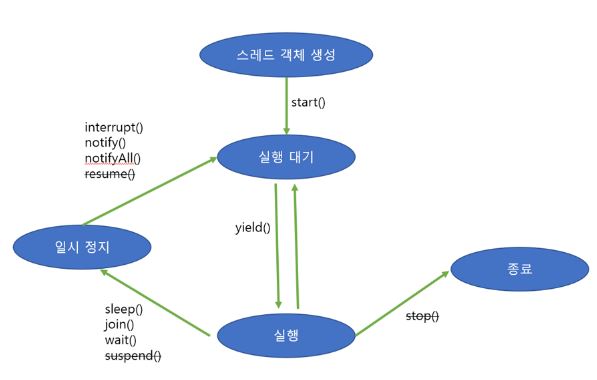 스레드 객체 생성
start()
interrupt()
notify()
notifyAll()
resume()
실행 대기
yield()
일시 정지
종료
sleep()
join()
wait()
suspend()
실행
stop()